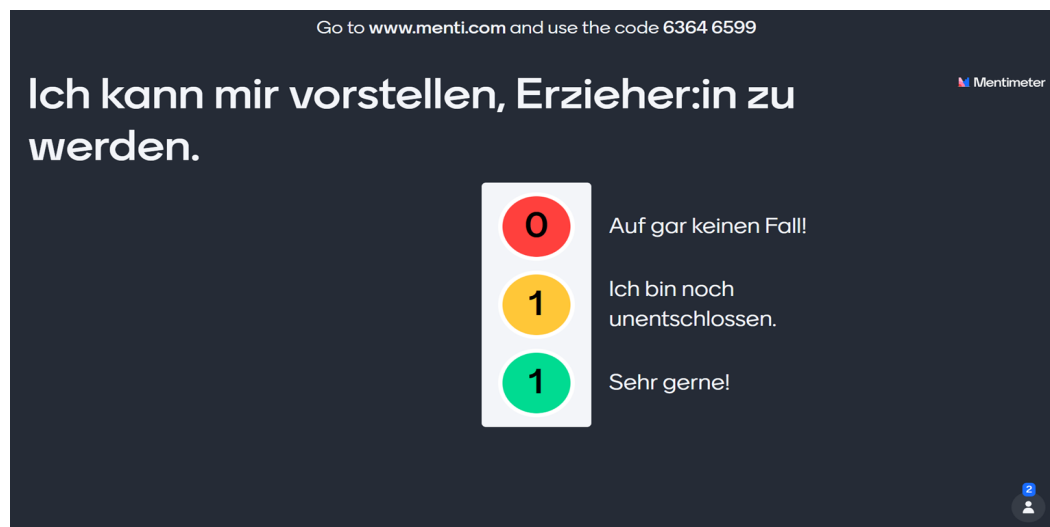 Go to www.menti.com and use the code 6364 6599
Ich kann mir vorstellen, Erzieher:in zu
werden.
Mentimeter
0
Auf gar keinen Fall!
1
Ich bin noch
unentschlossen.
1
Sehr gerne!
2